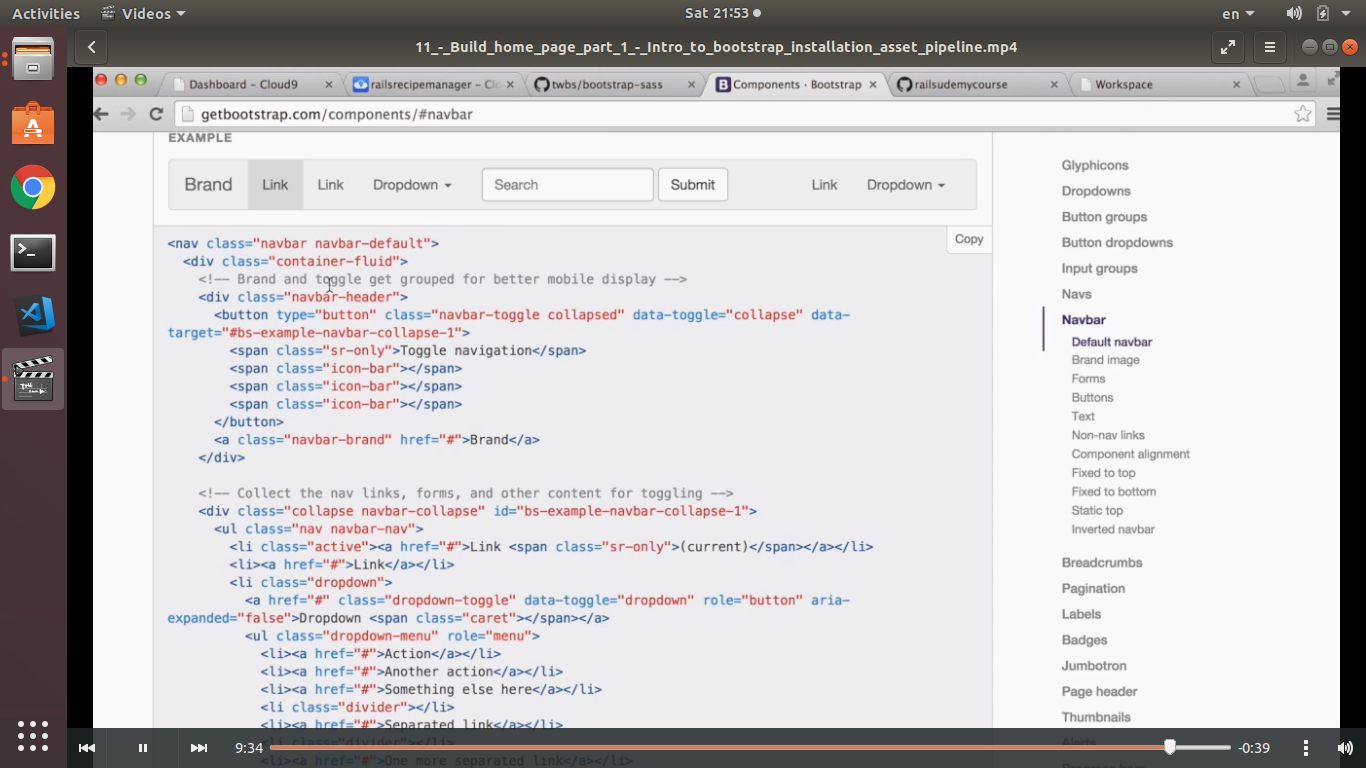 Activities Videos Sat 21:53 en
11_-_Build_home_page_part_1_-_Intro_to_bootstrap_installation_asset_pipeline.mp4
Dashboard - Cloud9 × railsrecipemanager - Clo × twbs/bootstrap-sass × Components · Bootstrap × railsudemycourse × Workspace ×
getbootstrap.com/components/#navbar
EXAMPLE
Brand Link Link Dropdown Search Submit Link Dropdown
Copy
<nav class="navbar navbar-default">
<div class="container-fluid">
<!-- Brand and toggle get grouped for better mobile display -->
<div class="navbar-header">
<button type="button" class="navbar-toggle collapsed" data-toggle="collapse" data-
target="#bs-example-navbar-collapse-1">
<span class="sr-only">Toggle navigation</span>
<span class="icon-bar"></span>
<span class="icon-bar"></span>
<span class="icon-bar"></span>
</button>
<a class="navbar-brand" href="#">Brand</a>
</div>
<!-- Collect the nav links, forms, and other content for toggling -->
<div class="collapse navbar-collapse" id="bs-example-navbar-collapse-1">
<ul class="nav navbar-nav">
<li class="active"><a href="#">Link <span class="sr-only">(current)</span></a></li>
<li><a href="#">Link</a></li>
<li class="dropdown">
<a href="#" class="dropdown-toggle" data-toggle="dropdown" role="button" aria-
expanded="false">Dropdown <span class="caret"></span></a>
<ul class="dropdown-menu" role="menu">
<li><a href="#">Action</a></li>
<li><a href="#">Another action</a></li>
<li><a href="#">Something else here</a></li>
<li class="divider"></li>
<li><a href="#">Separated link</a></li>
<li class="divider"></li>
<li><a href="#">One more separated link</a></li>
Glyphicons
Dropdowns
Button groups
Button dropdowns
Input groups
Navs
Navbar
Default navbar
Brand image
Forms
Buttons
Text
Non-nav links
Component alignment
Fixed to top
Fixed to bottom
Static top
Inverted navbar
Breadcrumbs
Pagination
Labels
Badges
Jumbotron
Page header
Thumbnails
Alerts
9:34 -0:39